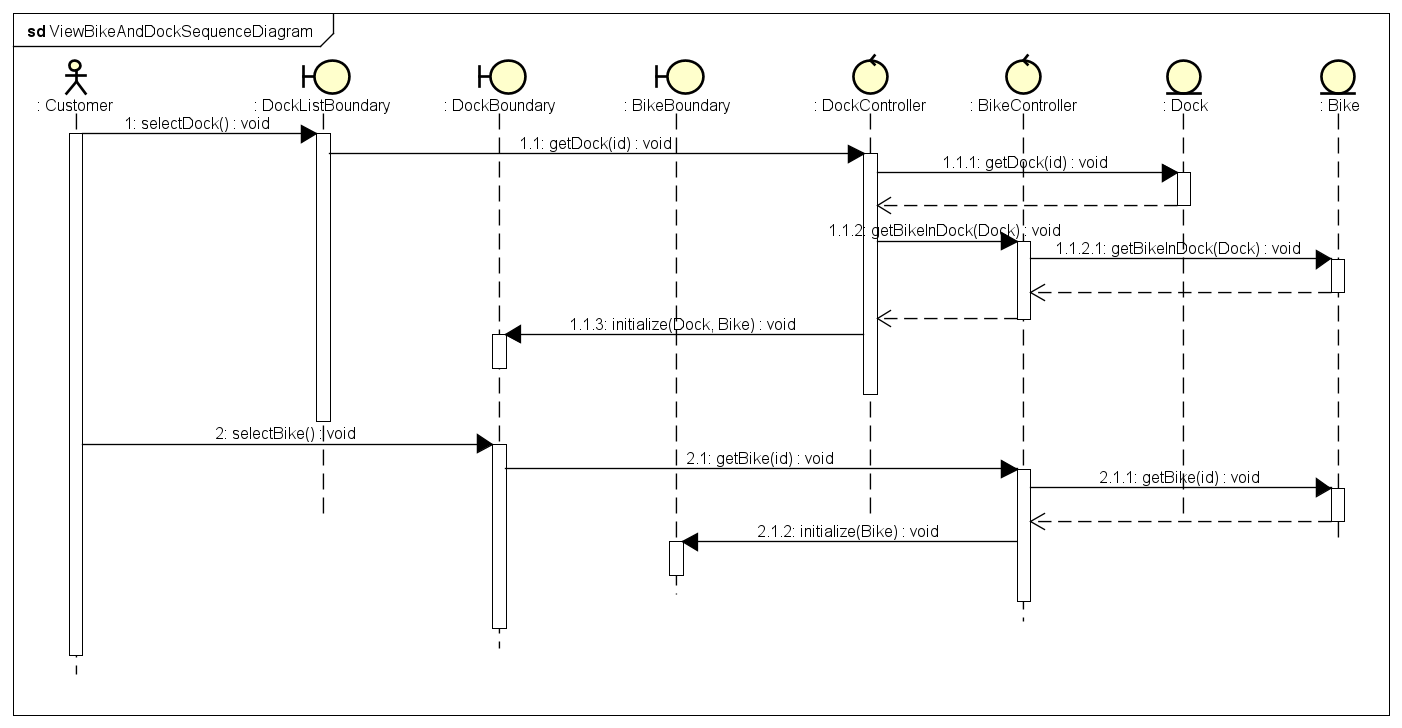 sd ViewBikeAndDockSequenceDiagram
: Customer
: DockListBoundary
: DockBoundary
: BikeBoundary
: DockController
: BikeController
: Dock
: Bike
1: selectDock() : void
1.1: getDock(id) : void
1.1.1: getDock(id) : void
1.1.2: getBikeInDock(Dock) : void
1.1.2.1: getBikeInDock(Dock) : void
1.1.3: initialize(Dock, Bike) : void
2: selectBike() : void
2.1: getBike(id) : void
2.1.1: getBike(id) : void
2.1.2: initialize(Bike) : void